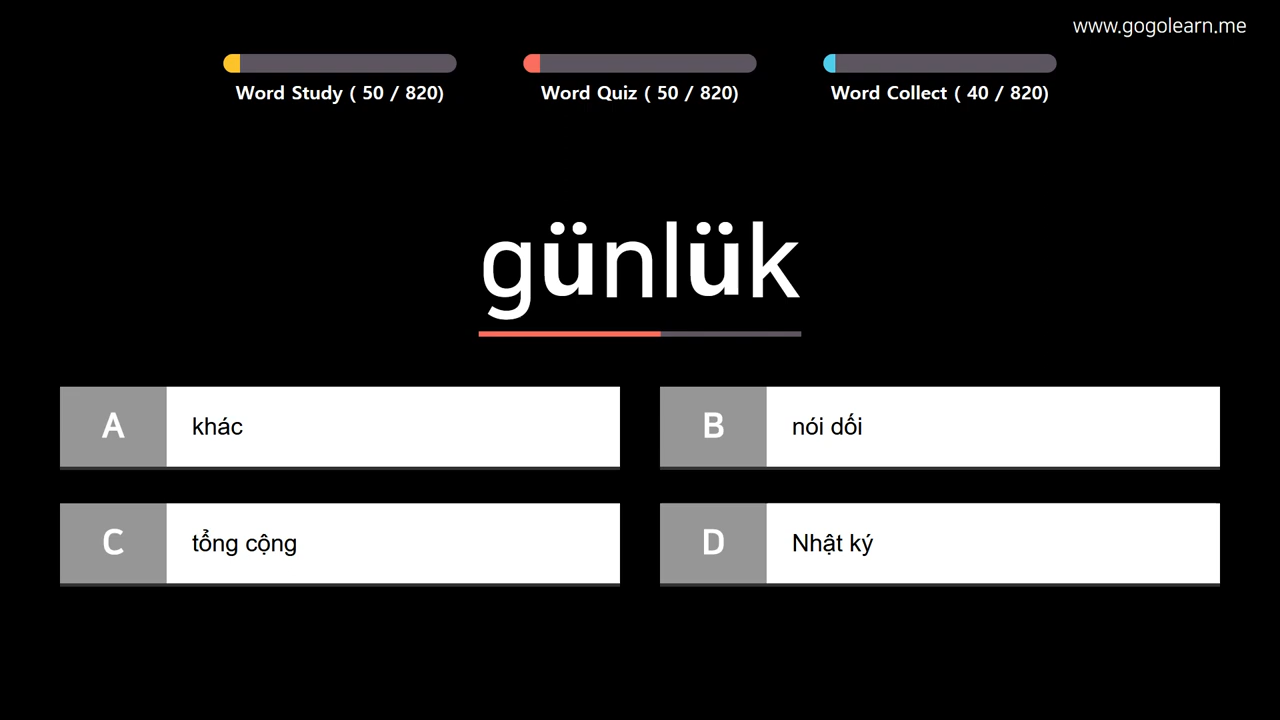 www.gogolearn.me
Word Study ( 50 / 820)
Word Quiz ( 50 / 820)
Word Collect ( 40 / 820)
günlük
A khác
B nói dối
C tổng cộng
D Nhật ký